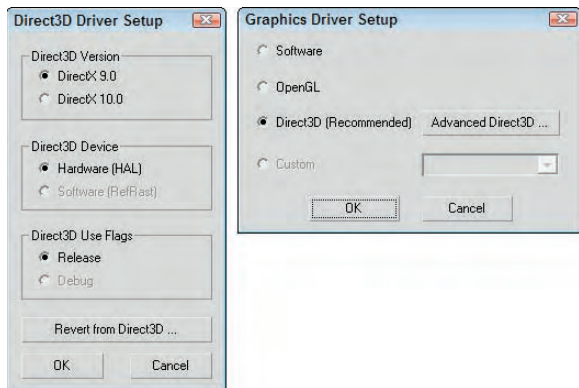 Direct3D Driver Setup
Direct3D Version
DirectX 9.0
DirectX 10.0
Direct3D Device
Hardware (HAL)
Software (RefRast)
Direct3D Use Flags
Release
Debug
Revert from Direct3D ...
OK Cancel
Graphics Driver Setup
Software
OpenGL
Direct3D (Recommended) Advanced Direct3D ...
Custom
OK Cancel